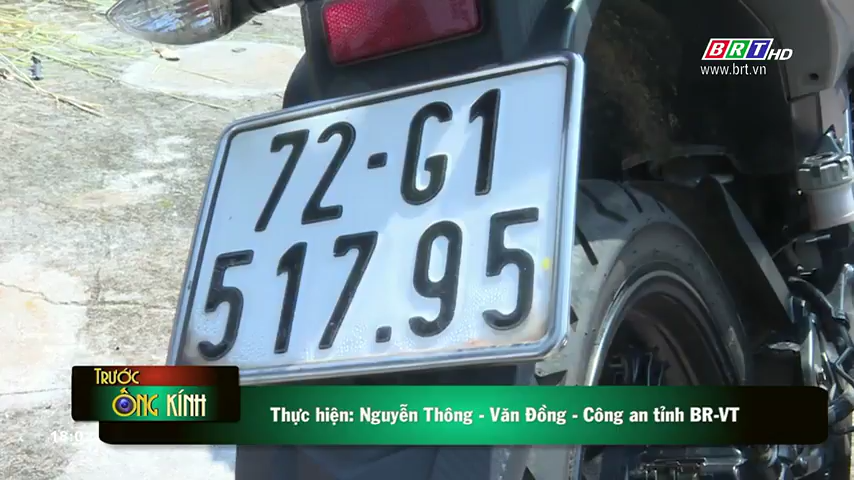 BRT HD
www.brt.vn
72-G1
517.95
TRƯỚC
ỐNG KÍNH
Thực hiện: Nguyễn Thông - Văn Đồng - Công an tỉnh BR-VT